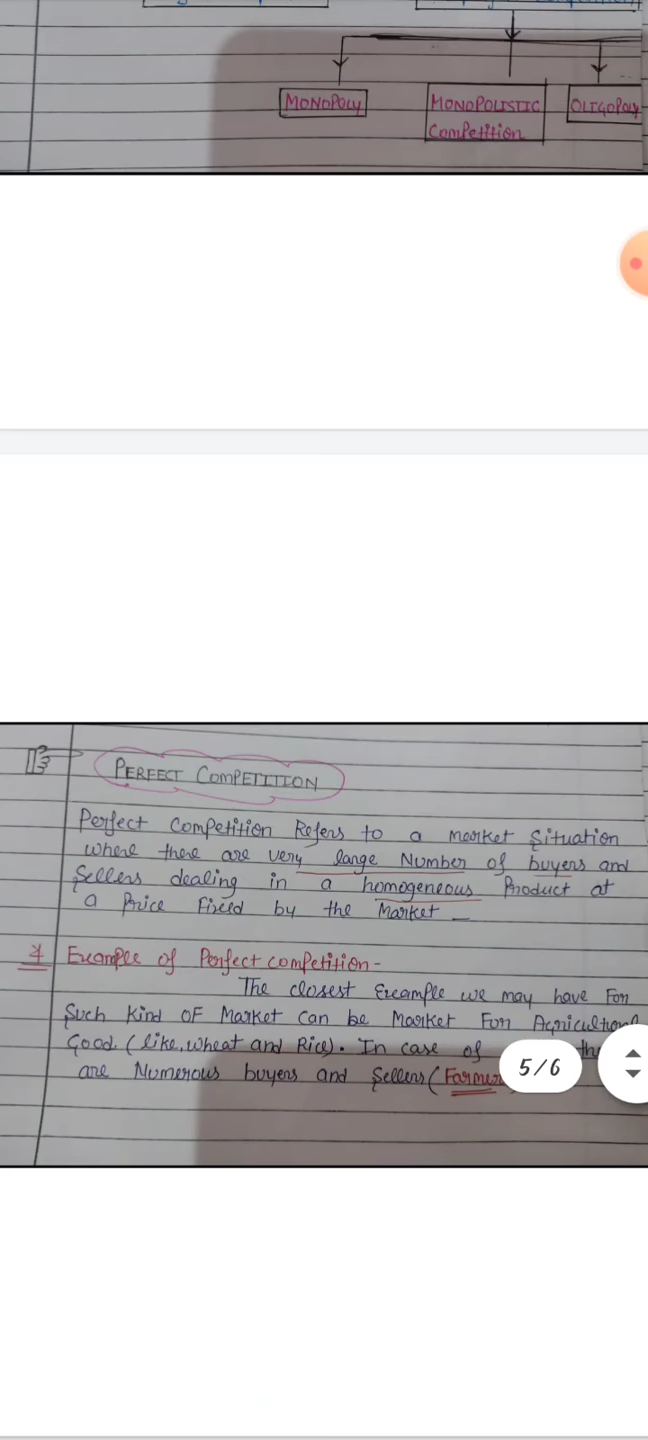 MONOPOLY
MONOPOLISTIC
Competition
OLIGOPOLY
PERFECT COMPETITION
Perfect Competition Refers to a market Situation
where there are very large Number of buyers and
Sellers dealing in a homogeneous Product at
a Price Fixed by the Market
Example of Perfect competition-
The closest Example we may have For
Such Kind OF Market Can be Market For Agricultural
Good (like, wheat and Rice). In case of
are Numerous buyers and Sellers (Farmer
5/6